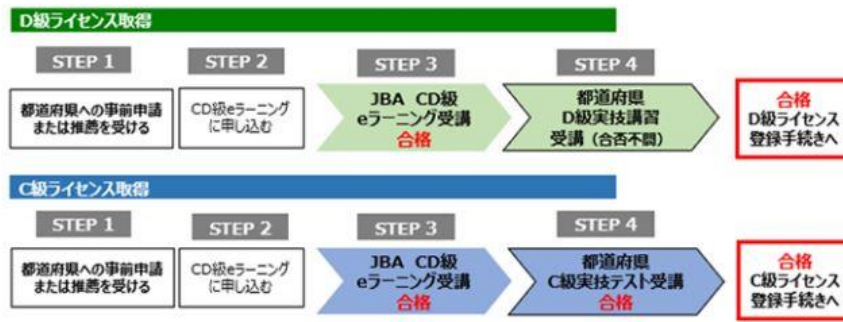 D級ライセンス取得
STEP 1
STEP 2
STEP 3
STEP 4
都道府県への事前申請
または推薦を受ける
CD級eラーニング
に申し込む
JBA CD級
eラーニング受講
合格
都道府県
D級実技講習
受講（合否不問）
合格
D級ライセンス
登録手続きへ
C級ライセンス取得
STEP 1
STEP 2
STEP 3
STEP 4
都道府県への事前申請
または推薦を受ける
CD級eラーニング
に申し込む
JBA CD級
eラーニング受講
合格
都道府県
C級実技テスト受講
合格
合格
C級ライセンス
登録手続きへ